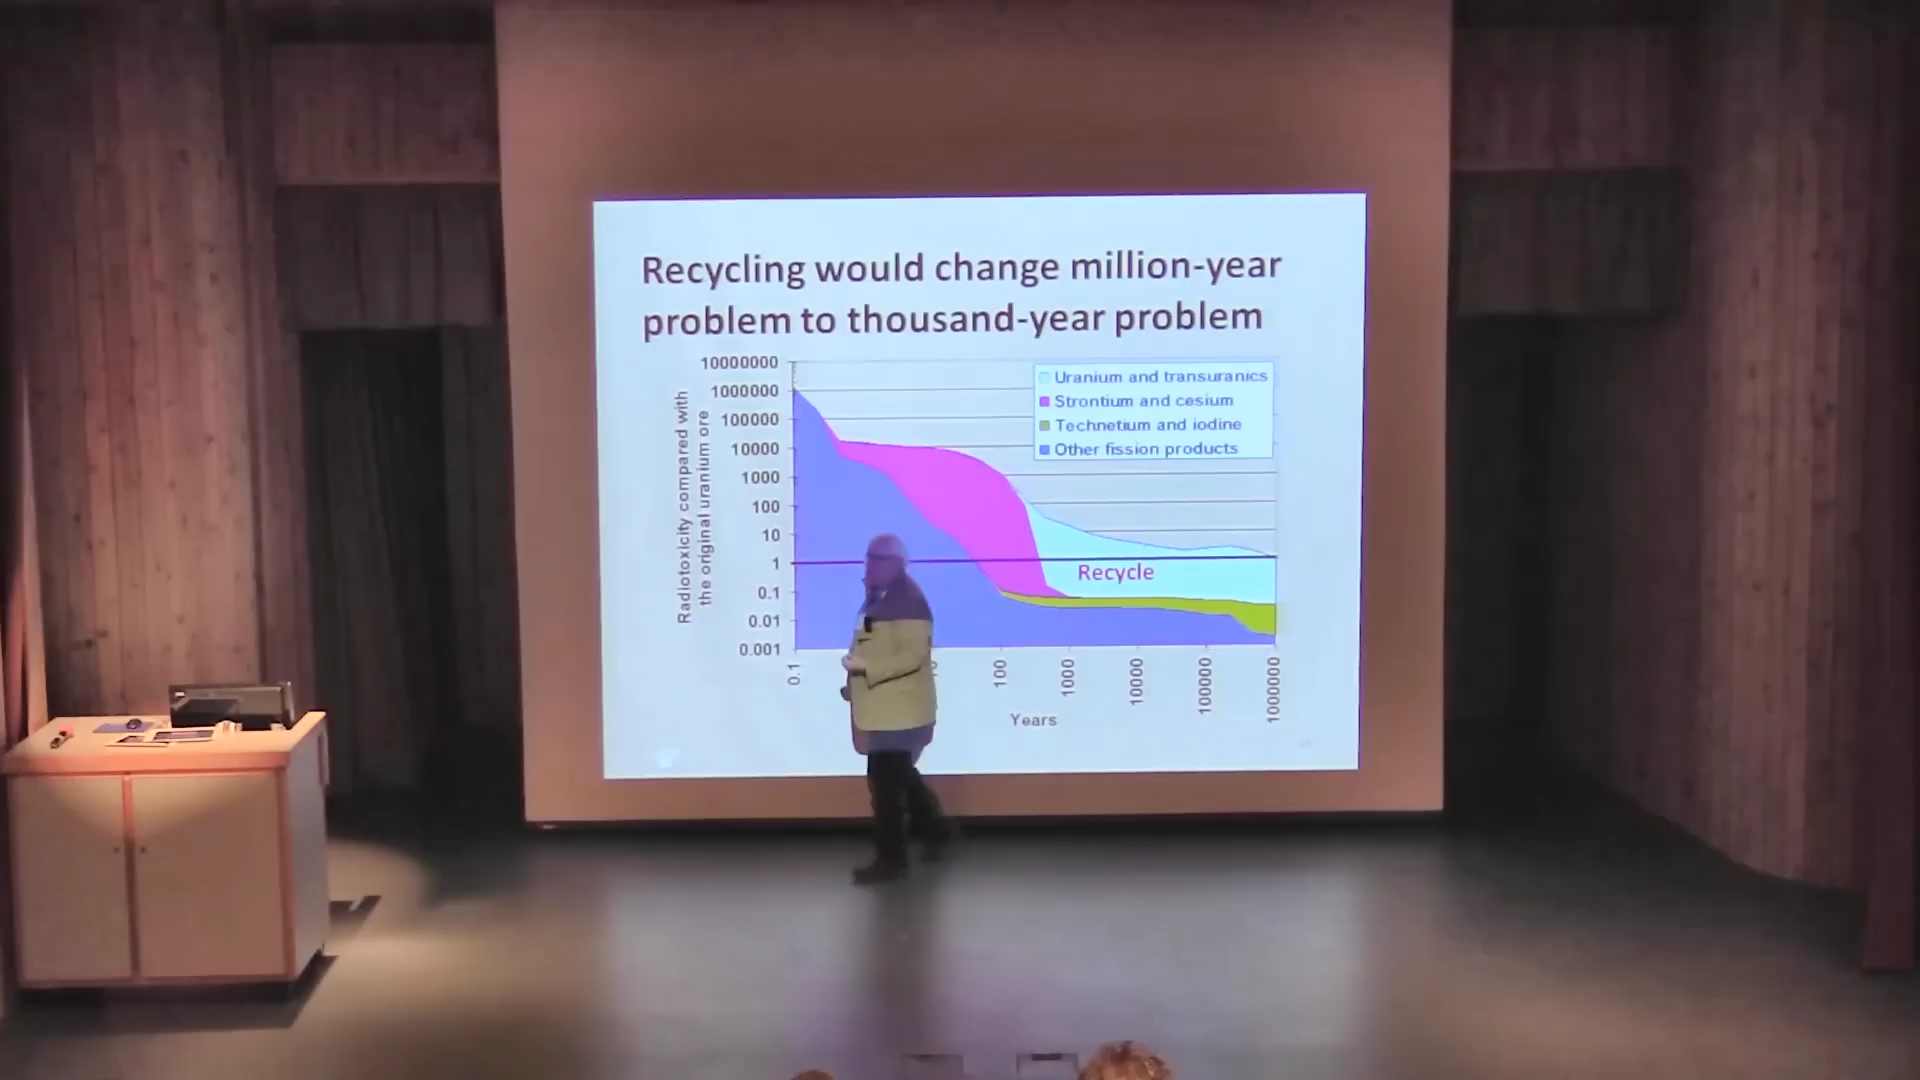 Recycling would change million-year
problem to thousand-year problem
Radiotoxicity compared with
the original uranium ore
10000000
1000000
100000
10000
1000
100
10
1
0.1
0.01
0.001
Uranium and transuranics
Strontium and cesium
Technetium and iodine
Other fission products
Recycle
0.1
100
1000
10000
100000
1000000
Years